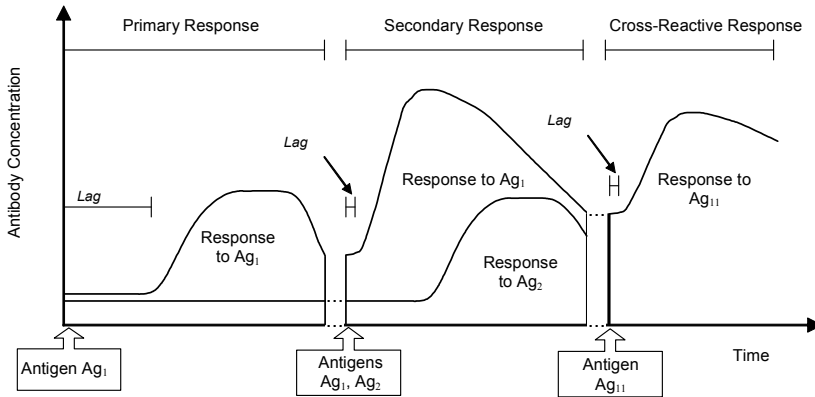 Primary Response
Secondary Response
Cross-Reactive Response
Antibody Concentration
Lag
Lag
Lag
Response
to Ag₁
Response to Ag₁
Response
to Ag₂
Response to
Ag₁₁
Antigen Ag₁
Antigens
Ag₁, Ag₂
Antigen
Ag₁₁
Time